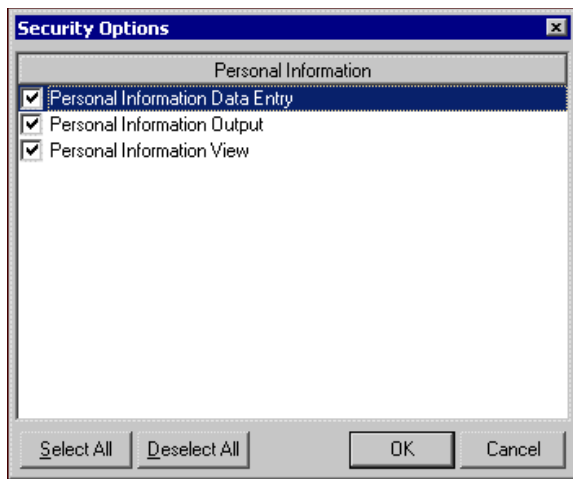 Security Options
Personal Information
Personal Information Data Entry
Personal Information Output
Personal Information View
Select All Deselect All OK Cancel